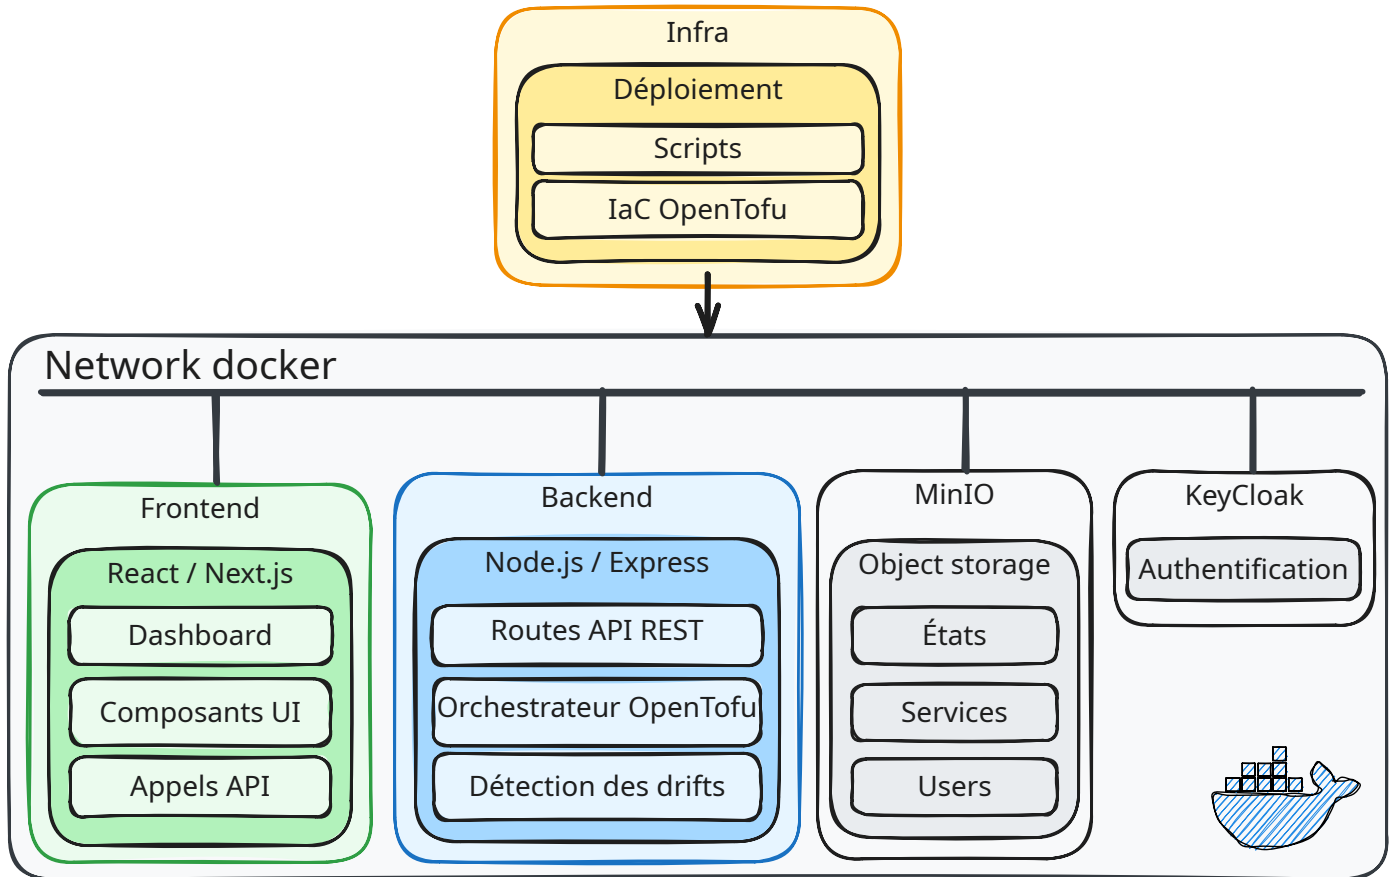 Infra
Déploiement
Scripts
IaC OpenTofu
Network docker
Frontend
React / Next.js
Dashboard
Composants UI
Appels API
Backend
Node.js / Express
Routes API REST
Orchestrateur OpenTofu
Détection des drifts
MinIO
Object storage
États
Services
Users
KeyCloak
Authentification